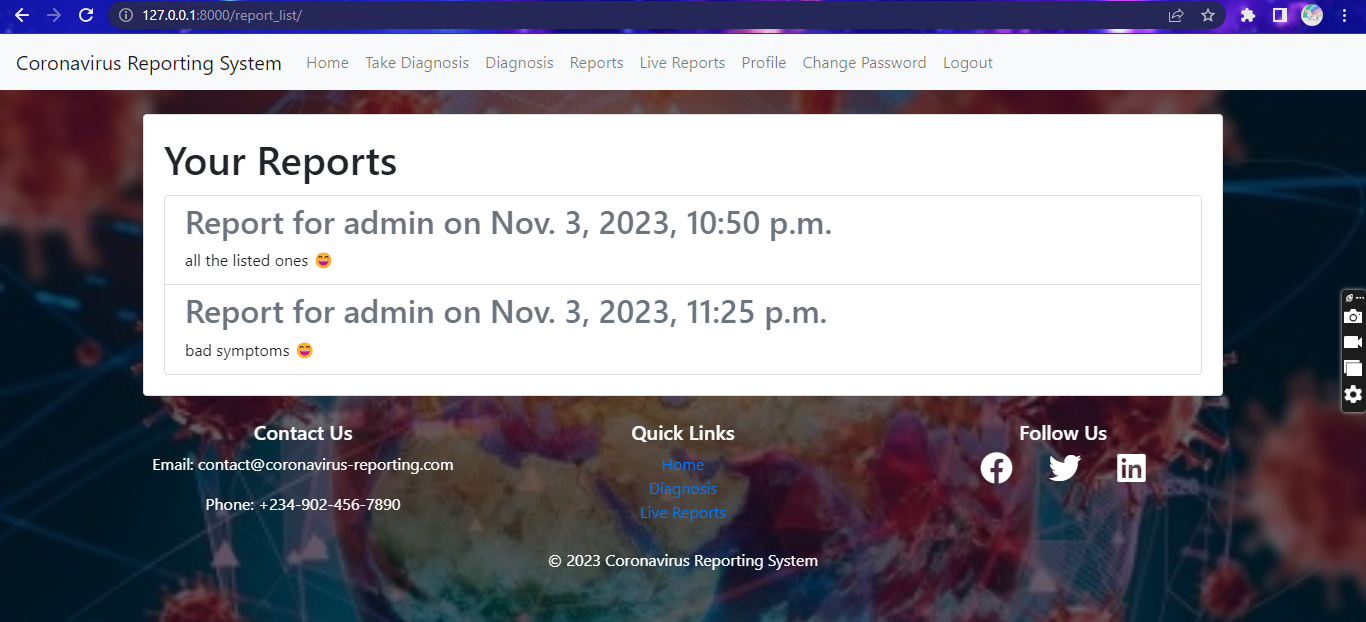 127.0.0.1:8000/report_list/
Coronavirus Reporting System Home Take Diagnosis Diagnosis Reports Live Reports Profile Change Password Logout
Your Reports
Report for admin on Nov. 3, 2023, 10:50 p.m.
all the listed ones 😄
Report for admin on Nov. 3, 2023, 11:25 p.m.
bad symptoms 😄
Contact Us
Email: contact@coronavirus-reporting.com
Phone: +234-902-456-7890
Quick Links
Home
Diagnosis
Live Reports
Follow Us
© 2023 Coronavirus Reporting System